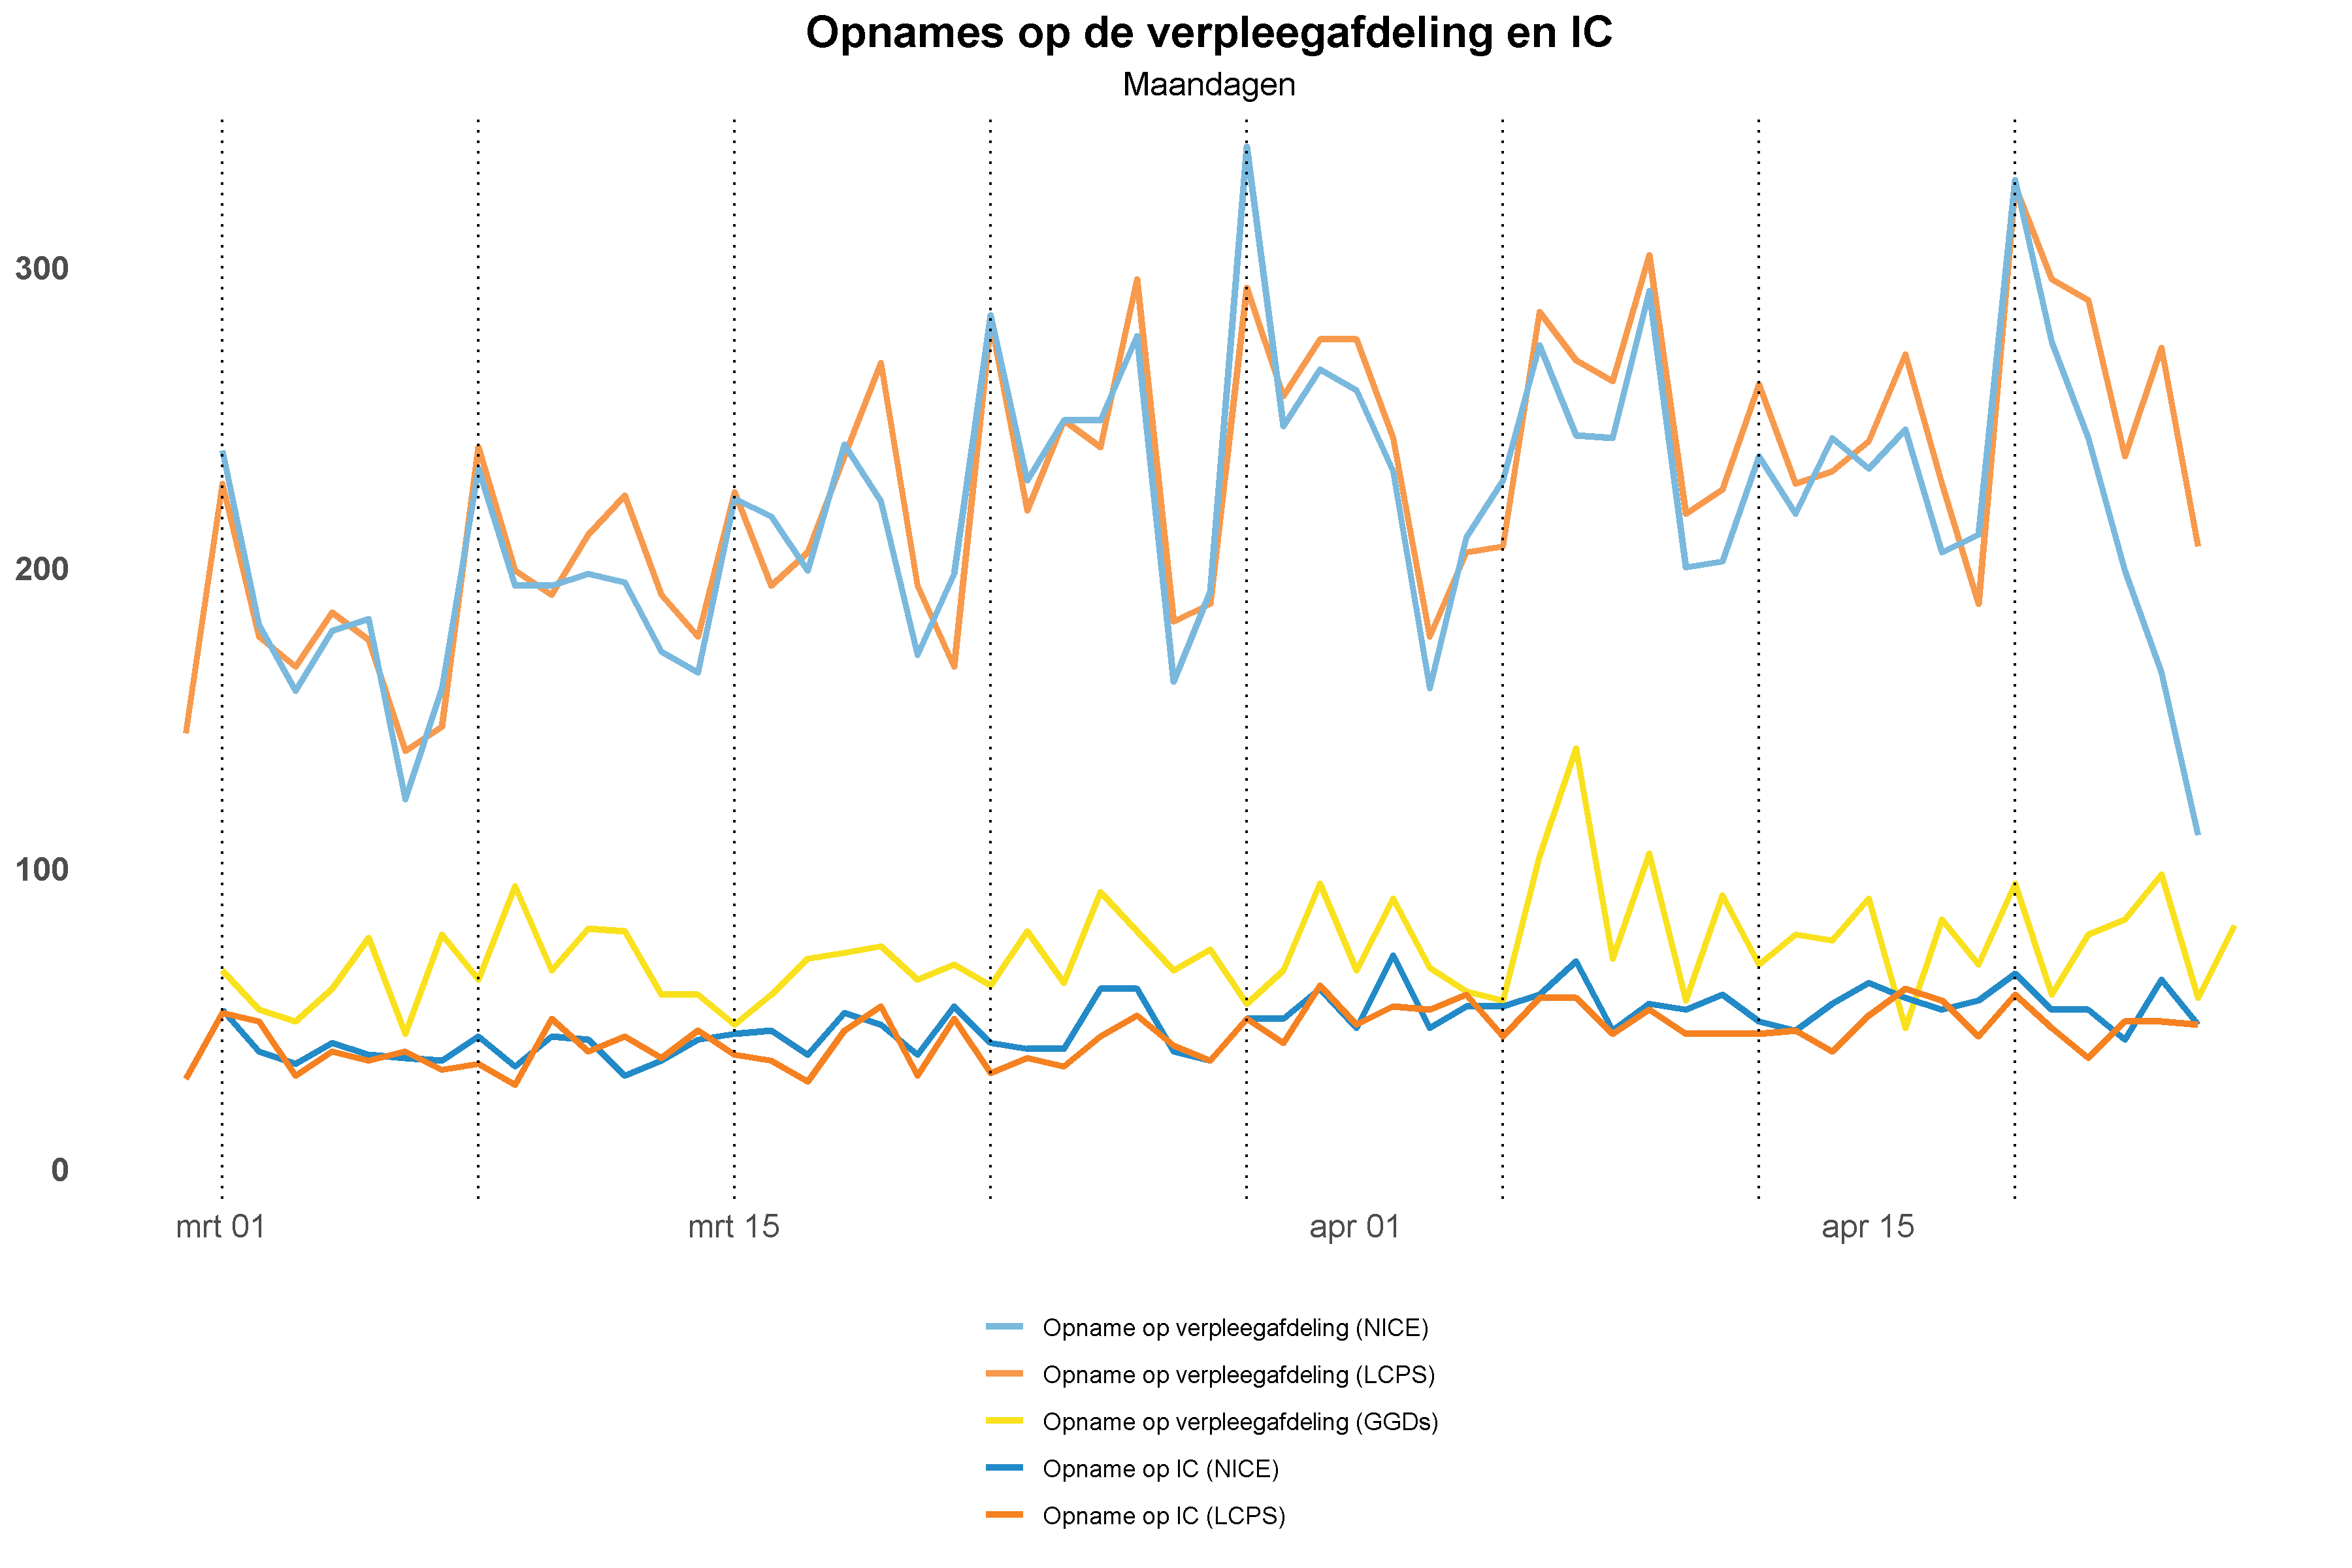 Opnames op de verpleegafdeling en IC
Maandagen
300
200
100
0
mrt 01
mrt 15
apr 01
apr 15
Opname op verpleegafdeling (NICE)
Opname op verpleegafdeling (LCPS)
Opname op verpleegafdeling (GGDs)
Opname op IC (NICE)
Opname op IC (LCPS)